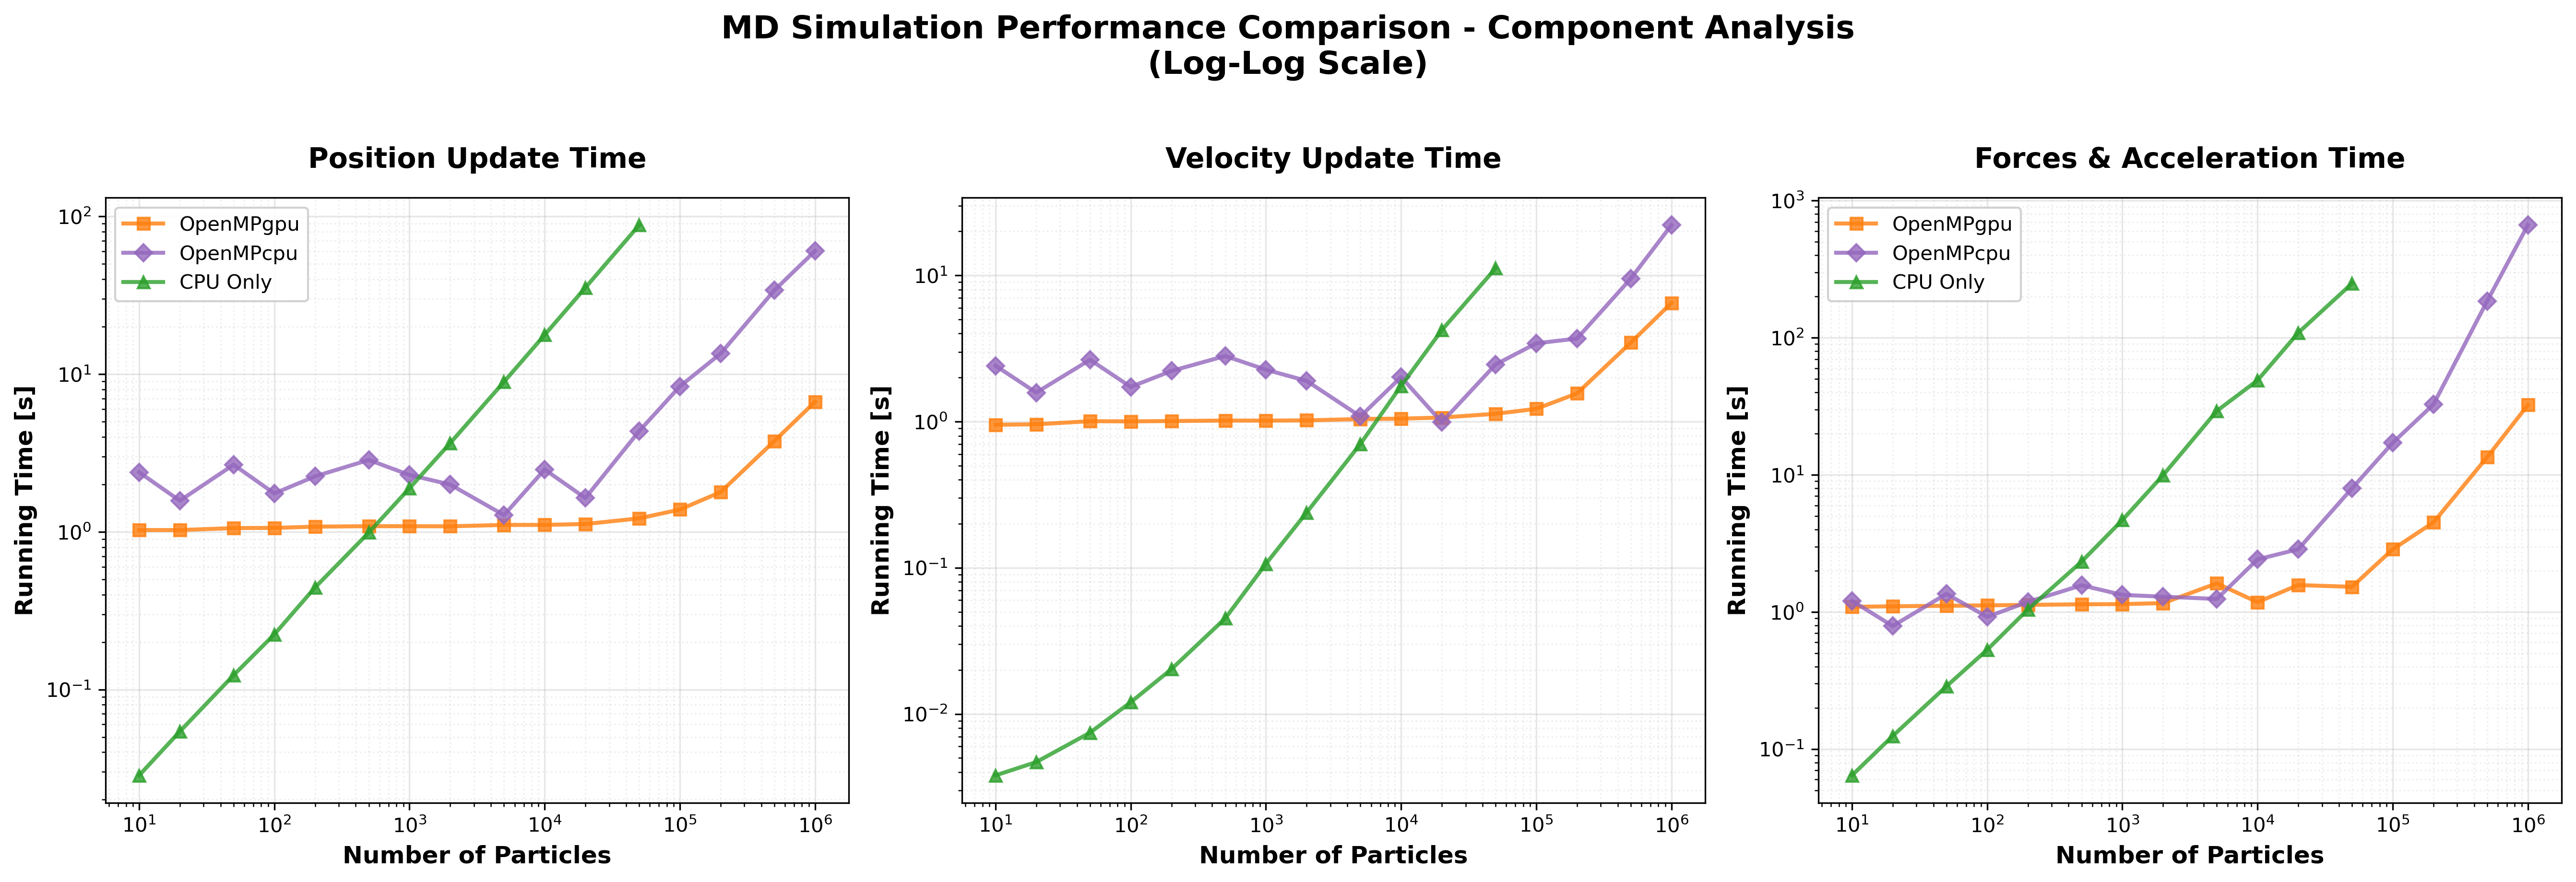 MD Simulation Performance Comparison - Component Analysis
(Log-Log Scale)
Position Update Time
Running Time [s]
10²
10¹
10⁰
10⁻¹
OpenMPgpu
OpenMPcpu
CPU Only
10¹ 10² 10³ 10⁴ 10⁵ 10⁶
Number of Particles
Velocity Update Time
Running Time [s]
10¹
10⁰
10⁻¹
10⁻²
10¹ 10² 10³ 10⁴ 10⁵ 10⁶
Number of Particles
Forces & Acceleration Time
Running Time [s]
10³
10²
10¹
10⁰
10⁻¹
OpenMPgpu
OpenMPcpu
CPU Only
10¹ 10² 10³ 10⁴ 10⁵ 10⁶
Number of Particles